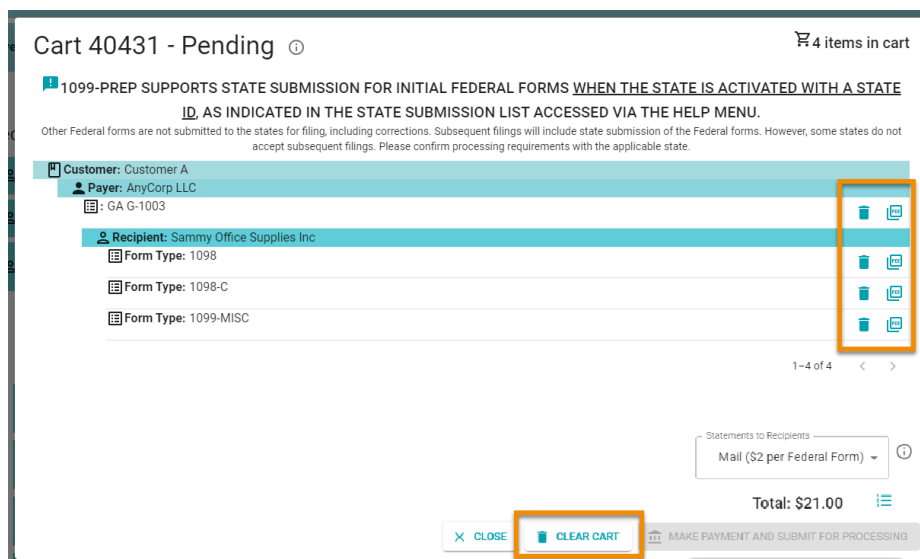 Cart 40431 - Pending
4 items in cart
1099-PREP SUPPORTS STATE SUBMISSION FOR INITIAL FEDERAL FORMS WHEN THE STATE IS ACTIVATED WITH A STATE
ID, AS INDICATED IN THE STATE SUBMISSION LIST ACCESSED VIA THE HELP MENU.
Other Federal forms are not submitted to the states for filing, including corrections. Subsequent filings will include state submission of the Federal forms. However, some states do not
accept subsequent filings. Please confirm processing requirements with the applicable state.
Customer: Customer A
Payer: AnyCorp LLC
: GA G-1003
PDF
Recipient: Sammy Office Supplies Inc
Form Type: 1098
PDF
Form Type: 1098-C
PDF
Form Type: 1099-MISC
PDF
1–4 of 4
Statements to Recipients
Mail ($2 per Federal Form)
Total: $21.00
CLOSE
CLEAR CART
MAKE PAYMENT AND SUBMIT FOR PROCESSING